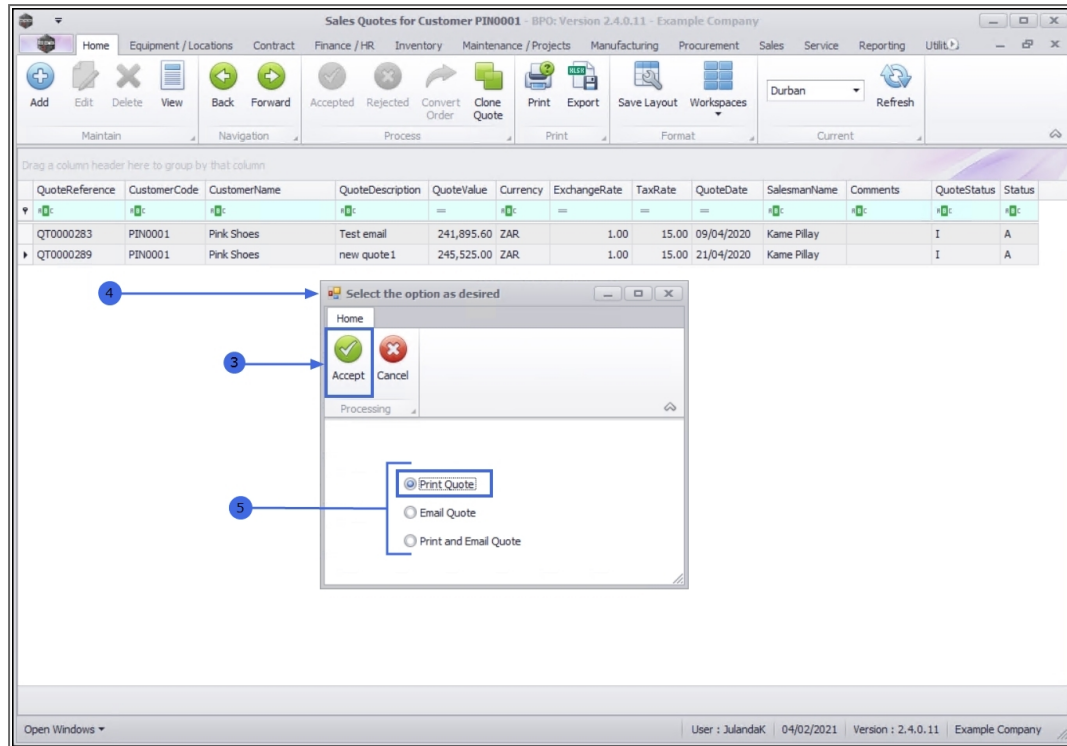 Sales Quotes for Customer PIN0001 - BPO: Version 2.4.0.11 - Example Company
Home Equipment / Locations Contract Finance / HR Inventory Maintenance / Projects Manufacturing Procurement Sales Service Reporting
Add Edit Delete View Back Forward Accepted Rejected Convert Order Clone Quote Print Export Save Layout Workspaces Durban Refresh
Maintain Navigation Process Print Format Current
Drag a column header here to group by that column
QuoteReference CustomerCode CustomerName QuoteDescription QuoteValue Currency ExchangeRate TaxRate QuoteDate SalesmanName Comments QuoteStatus Status
QT0000283 PIN0001 Pink Shoes Test email 241,895.60 ZAR 1.00 15.00 09/04/2020 Kame Pillay I A
QT0000289 PIN0001 Pink Shoes new quote1 245,525.00 ZAR 1.00 15.00 21/04/2020 Kame Pillay I A
4 Select the option as desired
Home
3
Accept Cancel
Processing
Print Quote
5
Email Quote
Print and Email Quote
Open Windows User : JulandaK 04/02/2021 Version : 2.4.0.11 Example Company